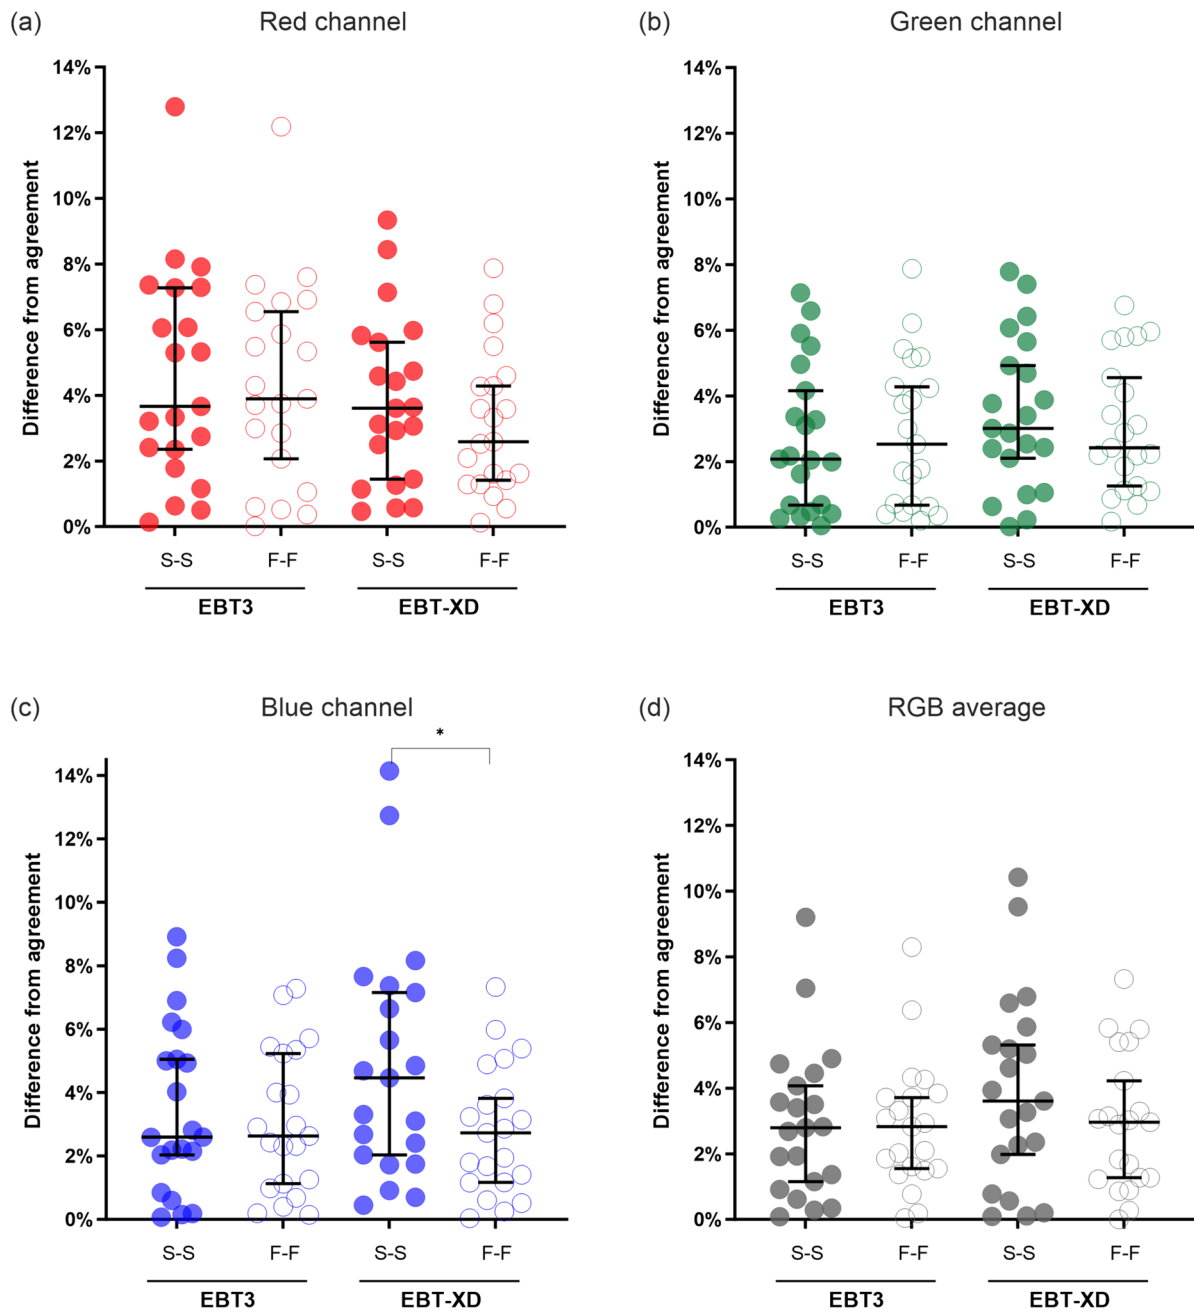 (a) Red channel
Difference from agreement
14%
12%
10%
8%
6%
4%
2%
0%
S-S F-F S-S F-F
EBT3 EBT-XD
(b) Green channel
Difference from agreement
14%
12%
10%
8%
6%
4%
2%
0%
S-S F-F S-S F-F
EBT3 EBT-XD
(c) Blue channel
*
Difference from agreement
14%
12%
10%
8%
6%
4%
2%
0%
S-S F-F S-S F-F
EBT3 EBT-XD
(d) RGB average
Difference from agreement
14%
12%
10%
8%
6%
4%
2%
0%
S-S F-F S-S F-F
EBT3 EBT-XD